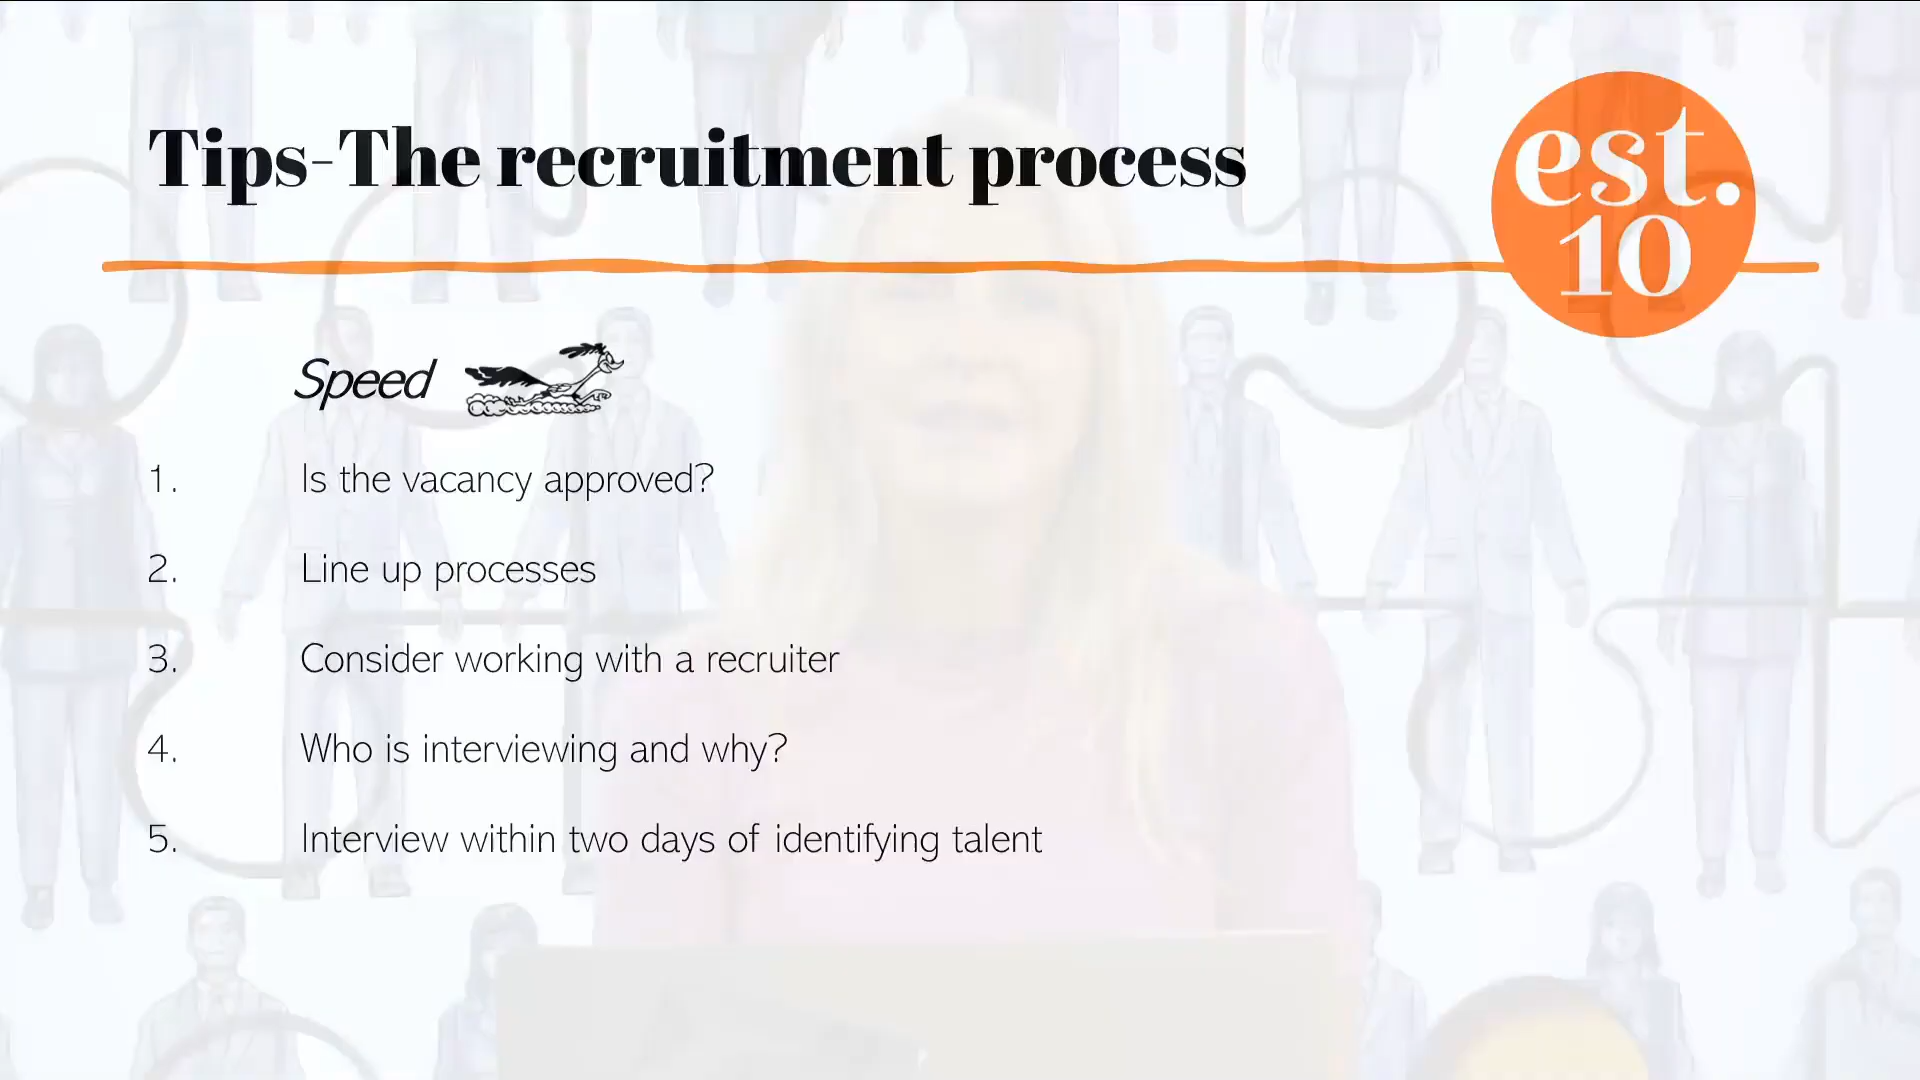 Tips-The recruitment process
est.
10
Speed
1. Is the vacancy approved?
2. Line up processes
3. Consider working with a recruiter
4. Who is interviewing and why?
5. Interview within two days of identifying talent